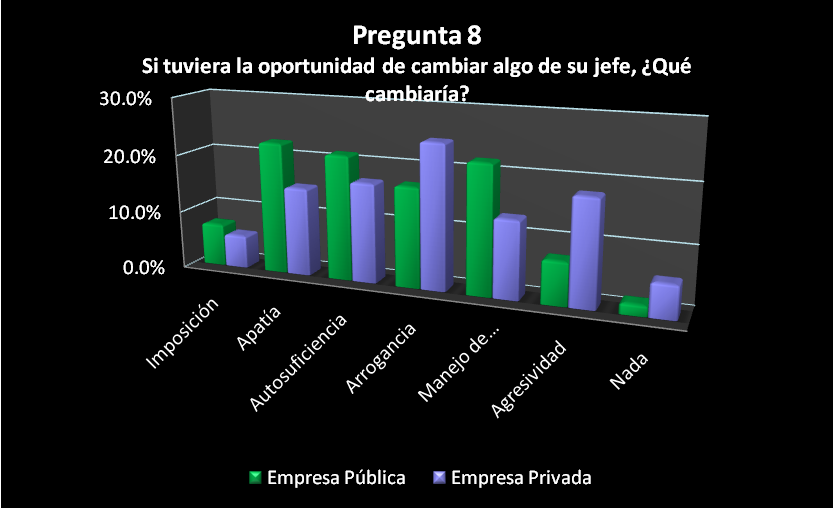 Pregunta 8
Si tuviera la oportunidad de cambiar algo de su jefe, ¿Qué
cambiaría?
30.0%
20.0%
10.0%
0.0%
Imposición
Apatía
Autosuficiencia
Arrogancia
Manejo de...
Agresividad
Nada
Empresa Pública
Empresa Privada